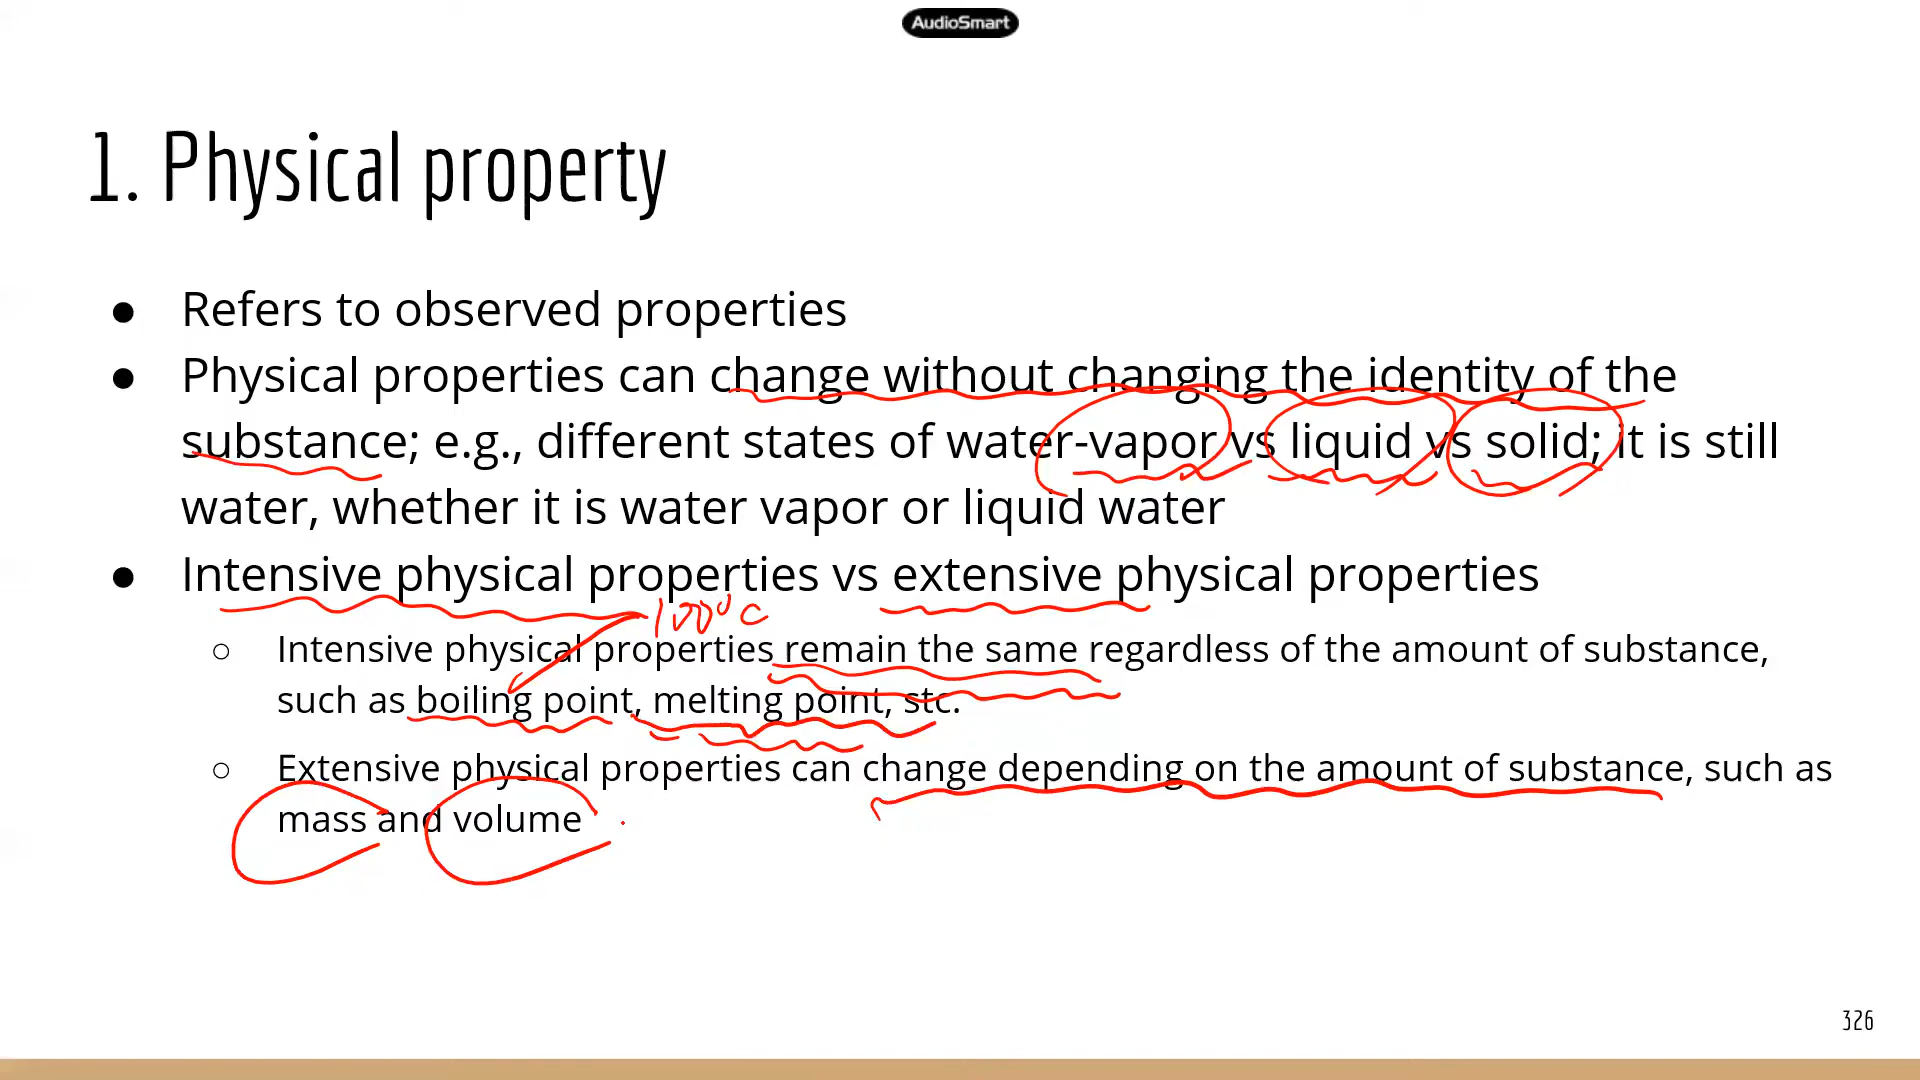 AudioSmart
1. Physical property
● Refers to observed properties
● Physical properties can change without changing the identity of the
substance; e.g., different states of water-vapor vs liquid vs solid; it is still
water, whether it is water vapor or liquid water
● Intensive physical properties vs extensive physical properties
100°C
○ Intensive physical properties remain the same regardless of the amount of substance,
such as boiling point, melting point, stc.
○ Extensive physical properties can change depending on the amount of substance, such as
mass and volume
326